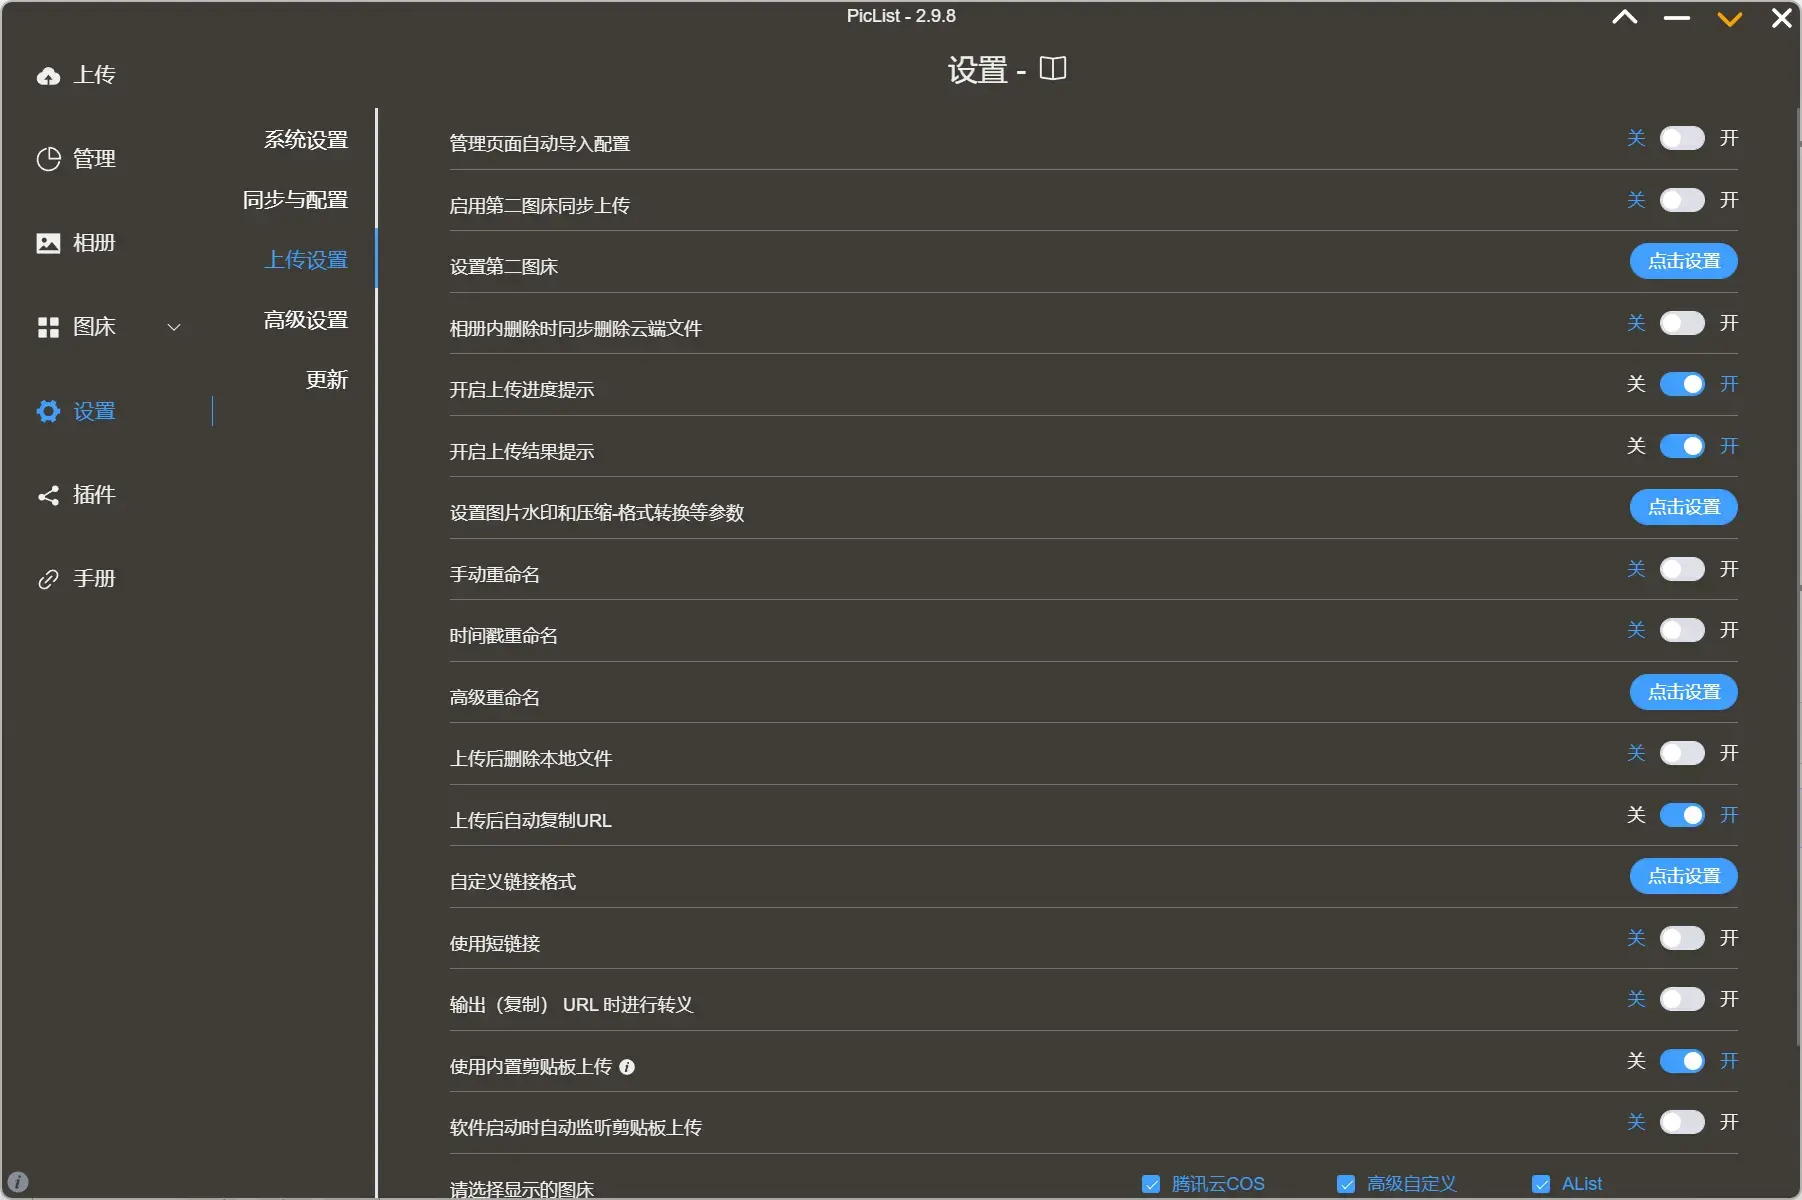 PicList - 2.9.8
设置 -
上传
管理
相册
图床
设置
插件
手册
系统设置
同步与配置
上传设置
高级设置
更新
管理页面自动导入配置 关 开
启用第二图床同步上传 关 开
设置第二图床 点击设置
相册内删除时同步删除云端文件 关 开
开启上传进度提示 关 开
开启上传结果提示 关 开
设置图片水印和压缩-格式转换等参数 点击设置
手动重命名 关 开
时间戳重命名 关 开
高级重命名 点击设置
上传后删除本地文件 关 开
上传后自动复制URL 关 开
自定义链接格式 点击设置
使用短链接 关 开
输出（复制） URL 时进行转义 关 开
使用内置剪贴板上传 关 开
软件启动时自动监听剪贴板上传 关 开
请选择显示的图床 腾讯云COS 高级自定义 AList